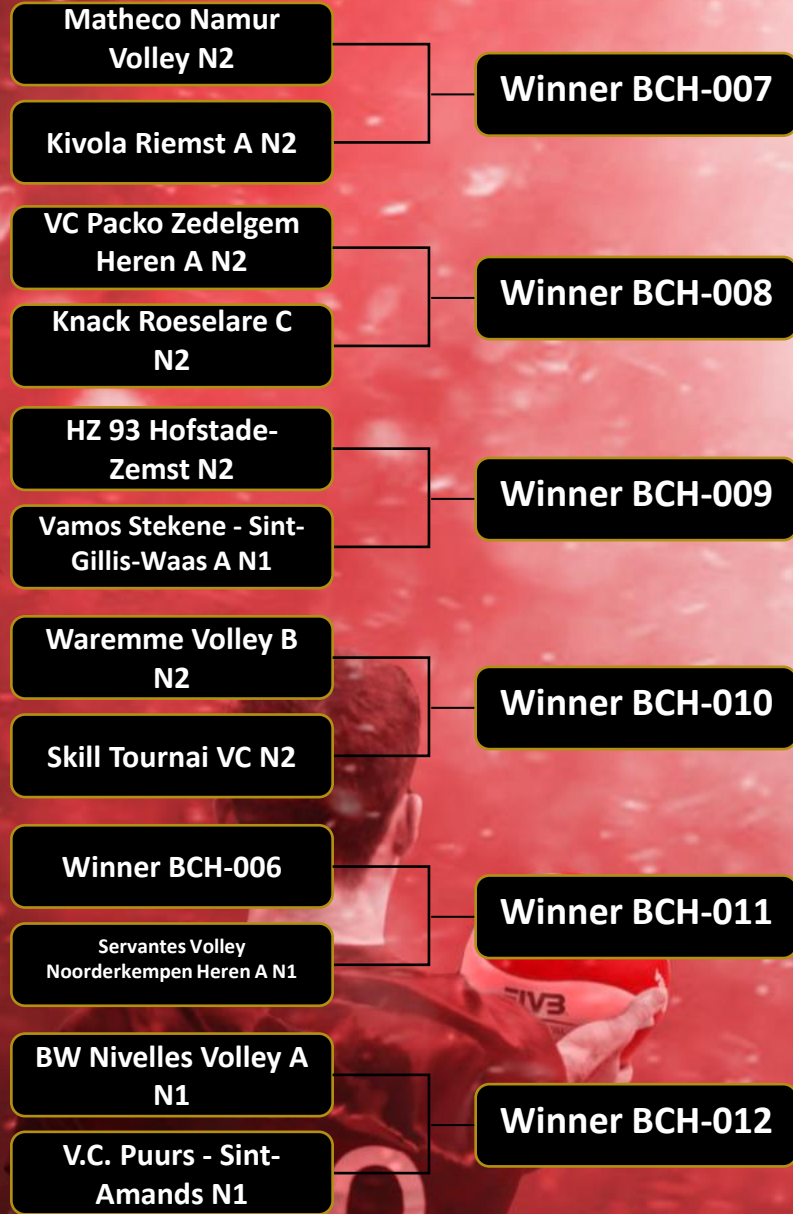 Matheco Namur
Volley N2
Winner BCH-007
Kivola Riemst A N2
VC Packo Zedelgem
Heren A N2
Winner BCH-008
Knack Roeselare C
N2
HZ 93 Hofstade-
Zemst N2
Winner BCH-009
Vamos Stekene - Sint-
Gillis-Waas A N1
Waremme Volley B
N2
Winner BCH-010
Skill Tournai VC N2
Winner BCH-006
Winner BCH-011
Servantes Volley
Noorderkempen Heren A N1
FIVB
BW Nivelles Volley A
N1
Winner BCH-012
V.C. Puurs - Sint-
Amands N1
0